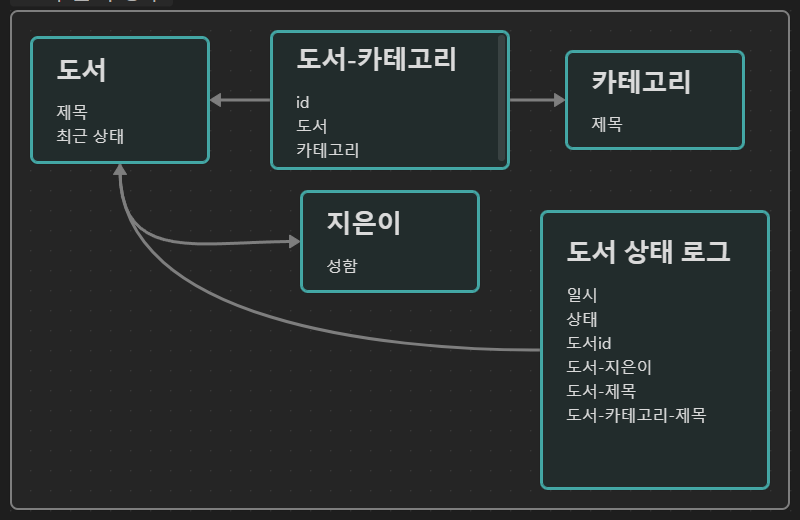 도서
제목
최근 상태
도서-카테고리
id
도서
카테고리
카테고리
제목
지은이
성함
도서 상태 로그
일시
상태
도서id
도서-지은이
도서-제목
도서-카테고리-제목